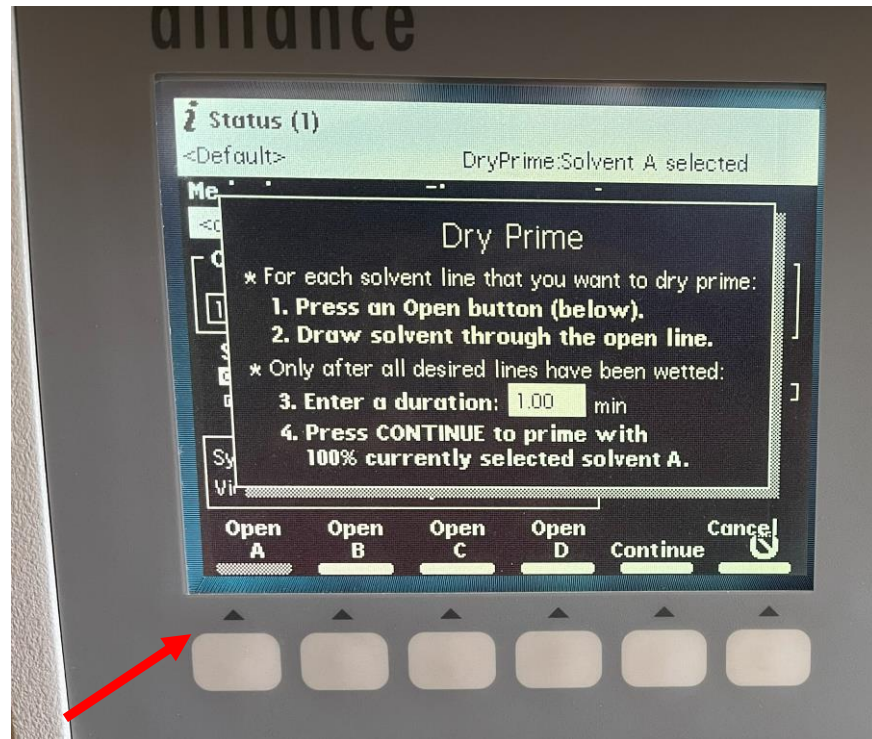 alliance
i Status (1)
<Default> DryPrime:Solvent A selected
Me
Dry Prime
* For each solvent line that you want to dry prime:
1. Press an Open button (below).
2. Draw solvent through the open line.
* Only after all desired lines have been wetted:
3. Enter a duration: 1.00 min
4. Press CONTINUE to prime with
100% currently selected solvent A.
Sy
Open A Open B Open C Open D Continue Cancel